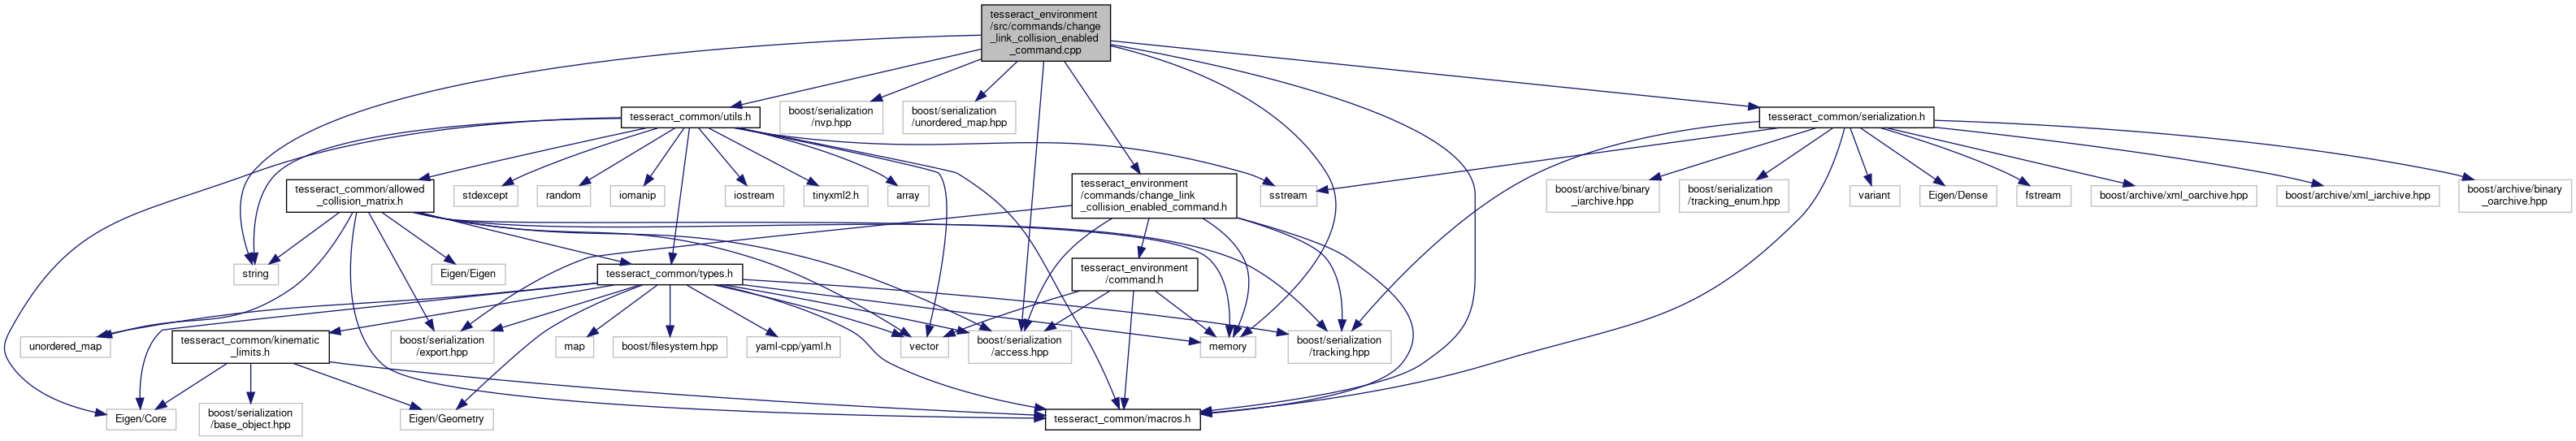 tesseract_environment
/src/commands/change
_link_collision_enabled
_command.cpp
tesseract_common/utils.h
boost/serialization
/nvp.hpp
boost/serialization
/unordered_map.hpp
tesseract_common/serialization.h
tesseract_common/allowed
_collision_matrix.h
stdexcept
random
iomanip
iostream
tinyxml2.h
array
tesseract_environment
/commands/change_link
_collision_enabled_command.h
sstream
boost/archive/binary
_iarchive.hpp
boost/serialization
/tracking_enum.hpp
variant
Eigen/Dense
fstream
boost/archive/xml_oarchive.hpp
boost/archive/xml_iarchive.hpp
boost/archive/binary
_oarchive.hpp
string
Eigen/Eigen
tesseract_common/types.h
tesseract_environment
/command.h
unordered_map
tesseract_common/kinematic
_limits.h
boost/serialization
/export.hpp
map
boost/filesystem.hpp
yaml-cpp/yaml.h
vector
boost/serialization
/access.hpp
memory
boost/serialization
/tracking.hpp
Eigen/Core
boost/serialization
/base_object.hpp
Eigen/Geometry
tesseract_common/macros.h